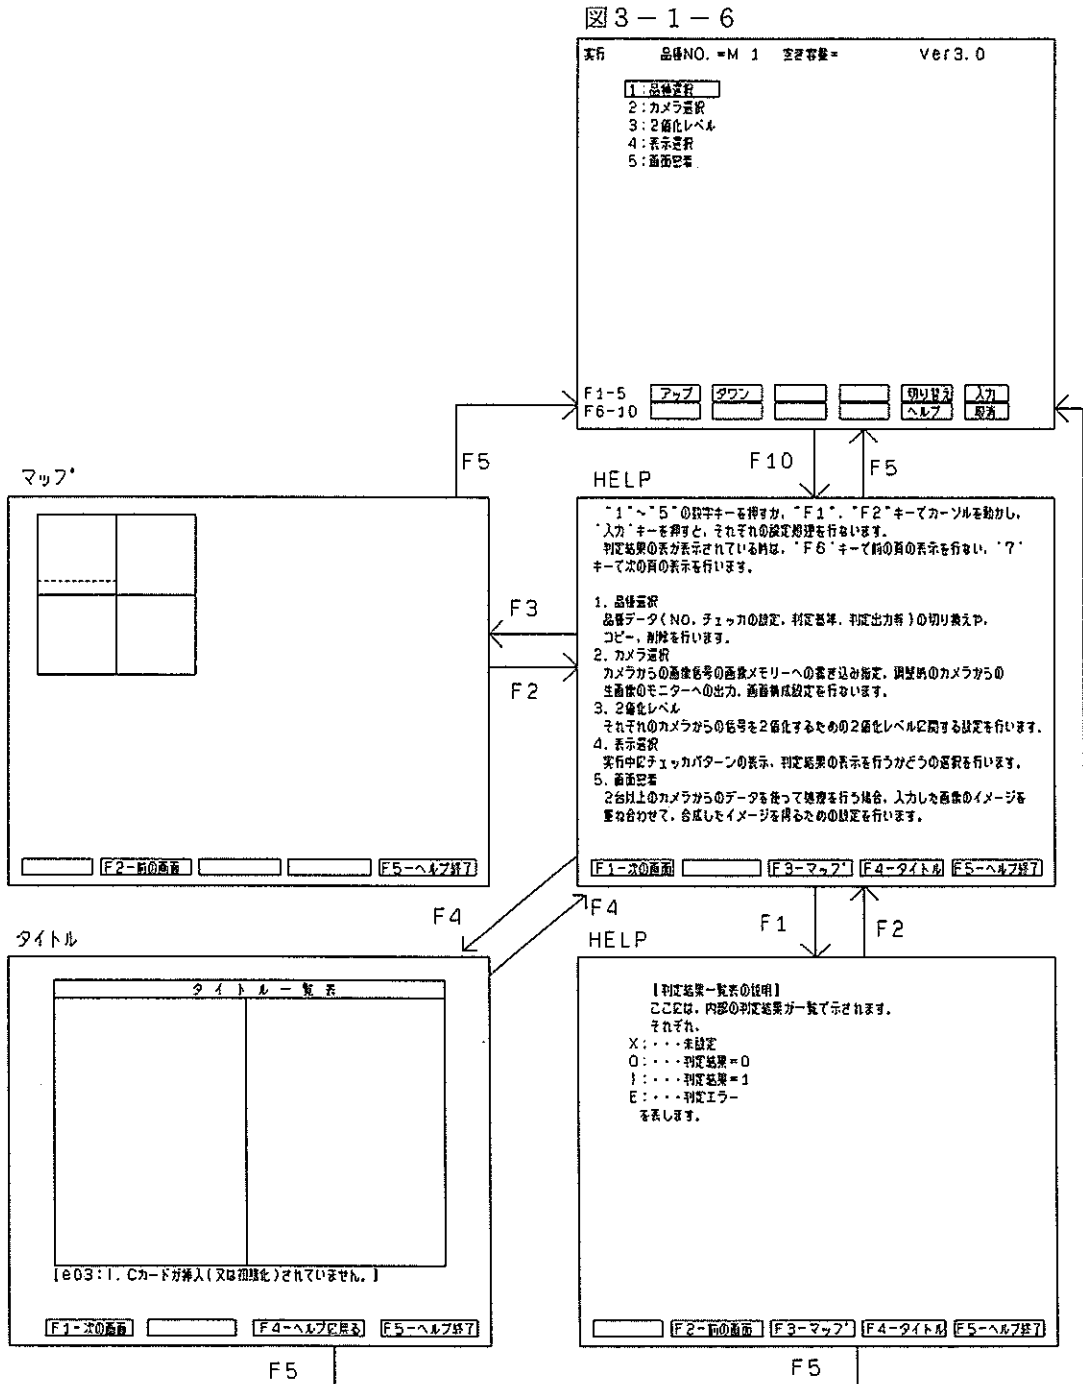 図3－1－6
実行 品種NO.=M 1 空き容量= Ver3.0
1:品種選択
2:カメラ選択
3:2値化レベル
4:表示選択
5:画面密着
F1-5 アップ ダウン 切り替え 入力
F6-10 ヘルプ 取消
F5
F10
F5
マップ
F2-前の画面 F5-ヘルプ終了
F3
F2
HELP
"1"～"5"の数字キーを押すか、"F1"、"F2"キーでカーソルを動かし、
"入力"キーを押すと、それぞれの設定処理を行ないます。
判定結果の表が表示されている時は、"F6"キーで前の頁の表示を行ない、"7"
キーで次の頁の表示を行います。
1. 品種選択
品種データ(NO、チェッカの設定、判定基準、判定出力等)の切り換えや、
コピー、削除を行います。
2. カメラ選択
カメラからの画像信号の画像メモリーへの書き込み指定、調整時のカメラからの
生画像のモニターへの出力、画面構成設定を行ないます。
3. 2値化レベル
それぞれのカメラからの信号を2値化するための2値化レベルに関する設定を行います。
4. 表示選択
実行中にチェッカパターンの表示、判定結果の表示を行うかどうの選択を行います。
5. 画面密着
2台以上のカメラからのデータを使って処理を行う場合、入力した画像のイメージを
重ね合わせて、合成したイメージを得るための設定を行います。
F1-次の画面 F3-マップ F4-タイトル F5-ヘルプ終了
F4
F4
F1
F2
タイトル
タイトル一覧表
[e03:I.Cカードが挿入(又は初期化)されていません。]
F1-次の画面 F4-ヘルプに戻る F5-ヘルプ終了
F5
HELP
【判定結果一覧表の説明】
ここには、内部の判定結果が一覧で示されます。
それぞれ、
X:・・・未設定
0:・・・判定結果=0
1:・・・判定結果=1
E:・・・判定エラー
を表します。
F2-前の画面 F3-マップ F4-タイトル F5-ヘルプ終了
F5